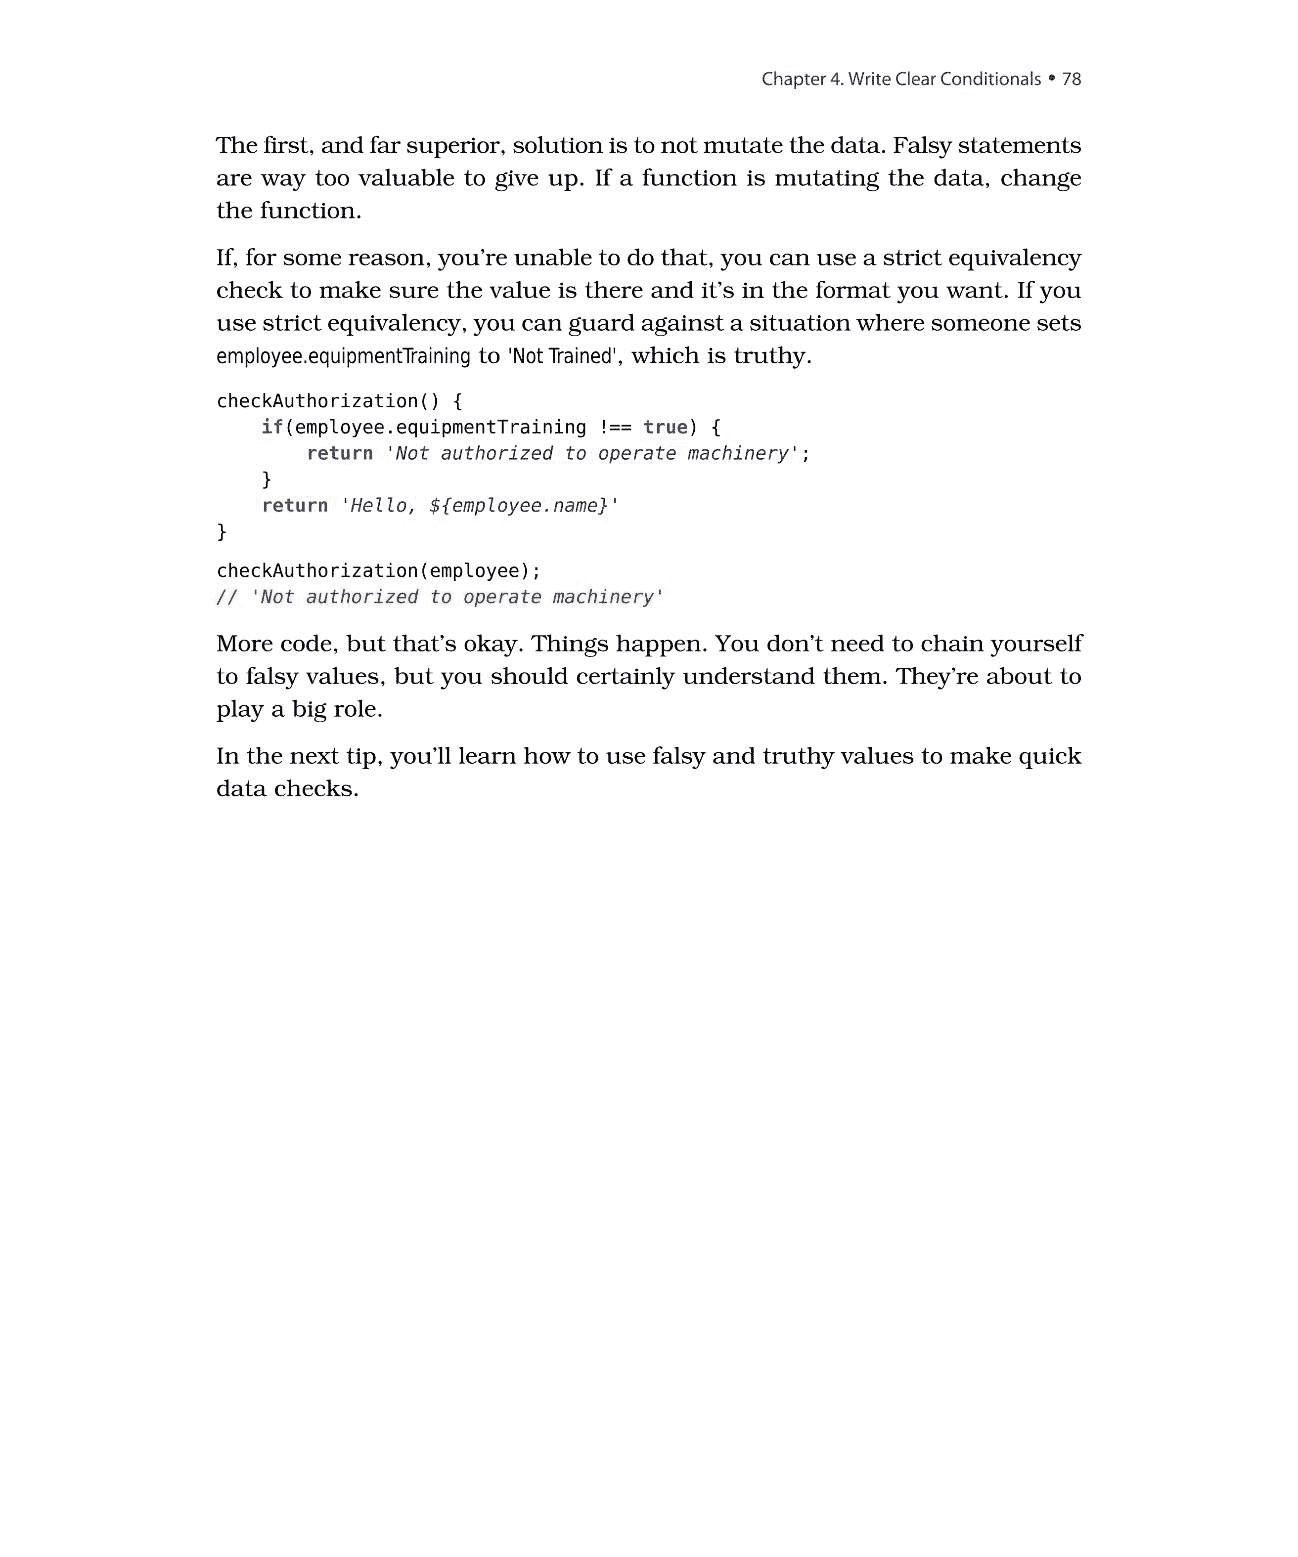 Chapter 4. Write Clear Conditionals • 78
The first, and far superior, solution is to not mutate the data. Falsy statements
are way too valuable to give up. If a function is mutating the data, change
the function.
If, for some reason, you’re unable to do that, you can use a strict equivalency
check to make sure the value is there and it’s in the format you want. If you
use strict equivalency, you can guard against a situation where someone sets
employee.equipmentTraining to 'Not Trained', which is truthy.
checkAuthorization() {
    if(employee.equipmentTraining !== true) {
        return 'Not authorized to operate machinery';
    }
    return 'Hello, ${employee.name}'
}
checkAuthorization(employee);
// 'Not authorized to operate machinery'
More code, but that’s okay. Things happen. You don’t need to chain yourself
to falsy values, but you should certainly understand them. They’re about to
play a big role.
In the next tip, you’ll learn how to use falsy and truthy values to make quick
data checks.